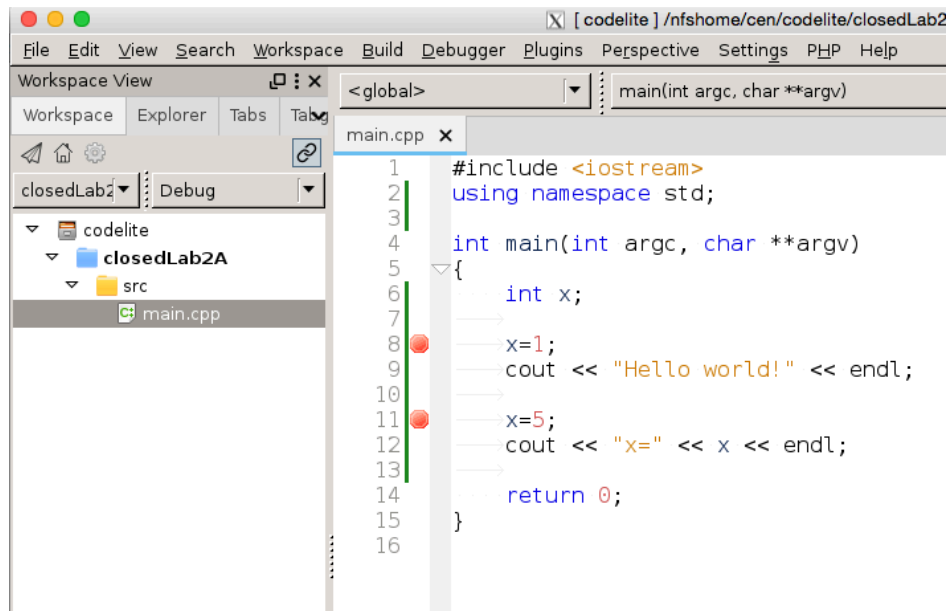 [ codelite ] /nfshome/cen/codelite/closedLab2
File Edit View Search Workspace Build Debugger Plugins Perspective Settings PHP Help
Workspace View
Workspace Explorer Tabs Tabg
closedLab2 Debug
codelite
closedLab2A
src
main.cpp
<global> main(int argc, char **argv)
main.cpp
1 #include <iostream>
2 using namespace std;
3
4 int main(int argc, char **argv)
5 {
6 int x;
7
8 x=1;
9 cout << "Hello world!" << endl;
10
11 x=5;
12 cout << "x=" << x << endl;
13
14 return 0;
15 }
16